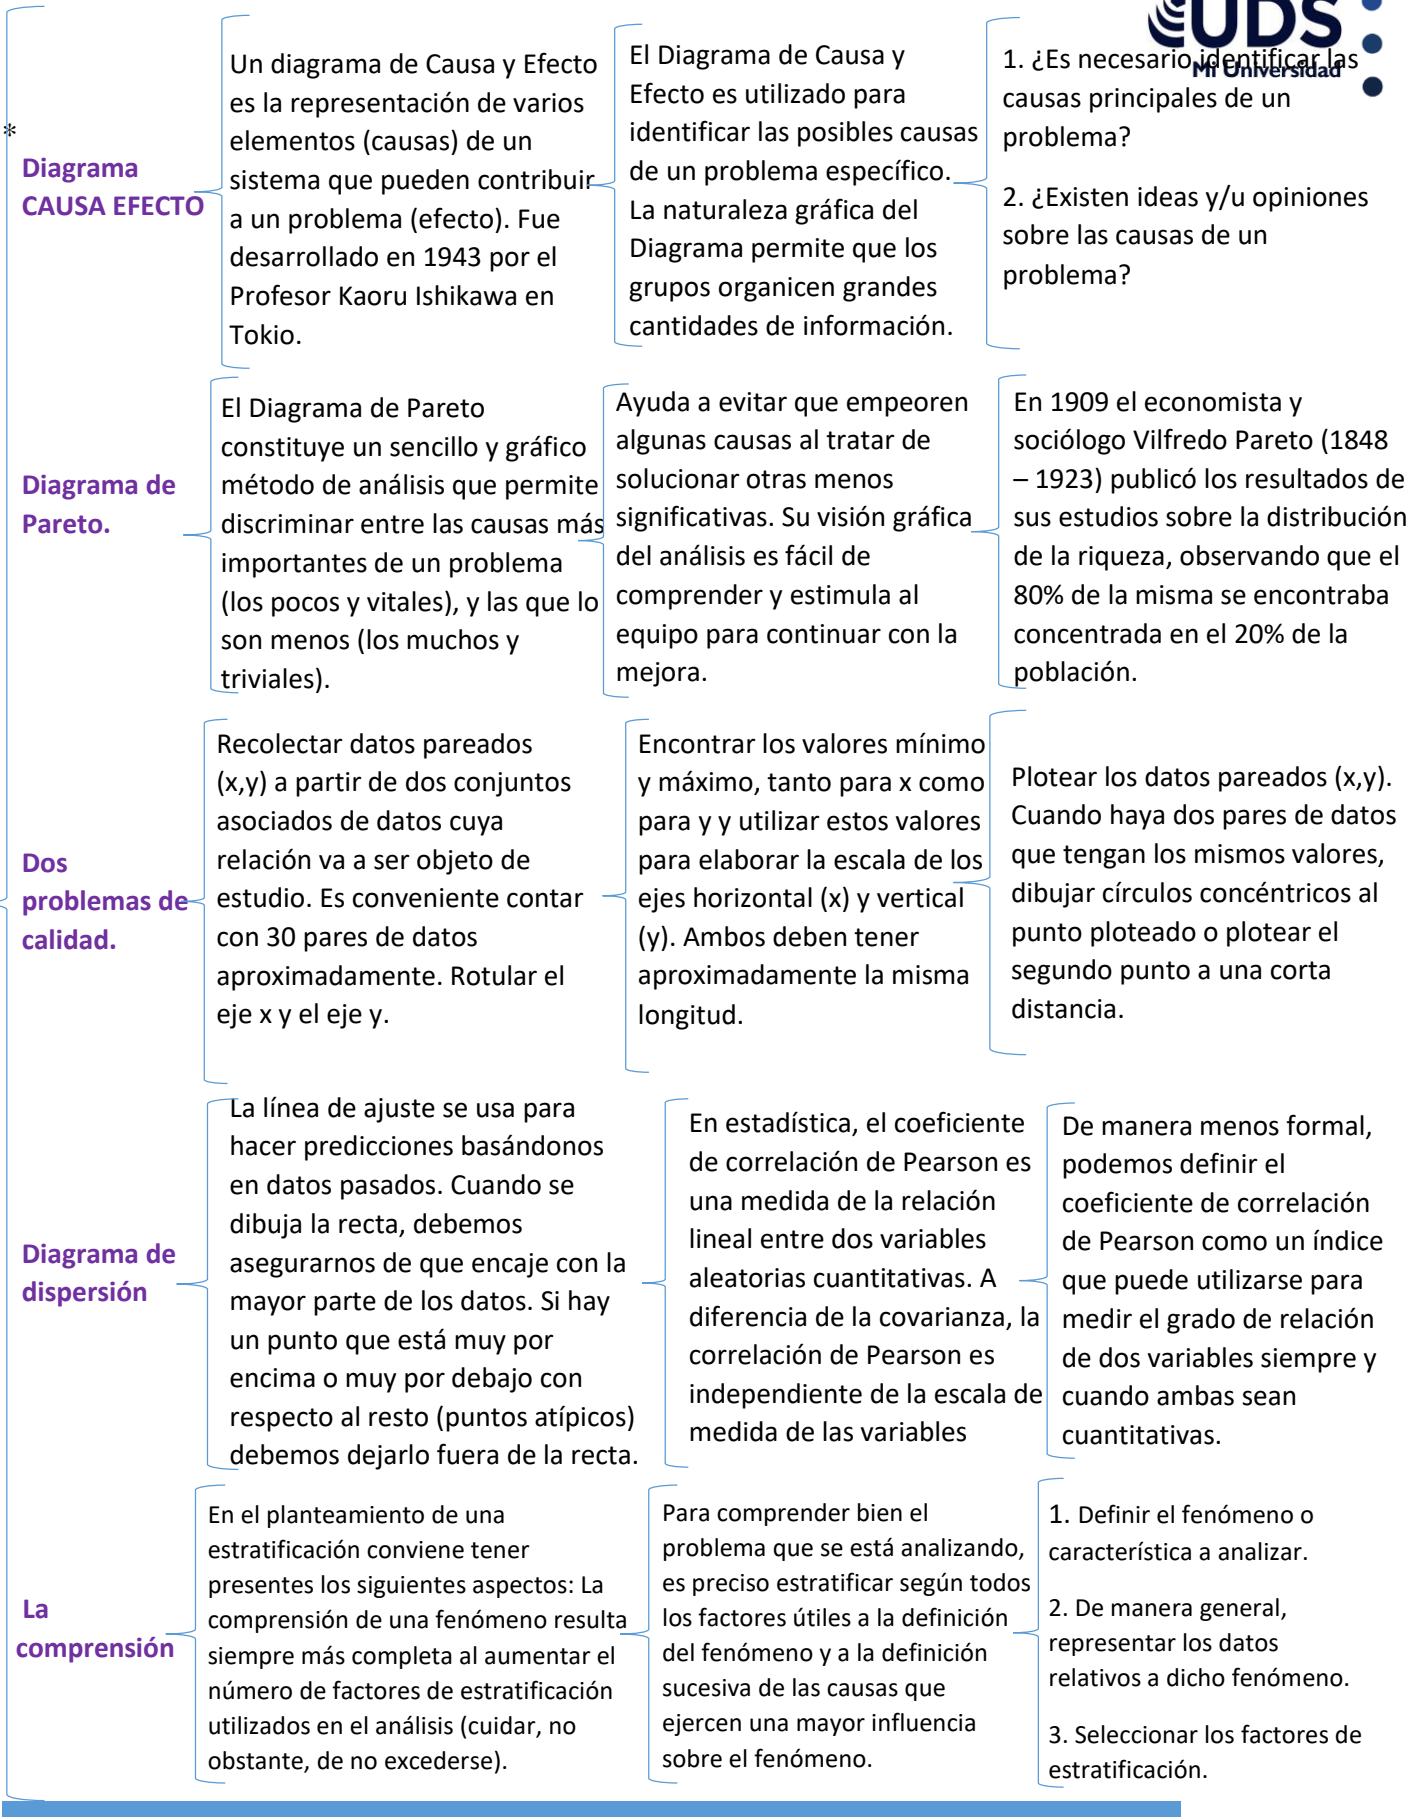 UDS
Mi Universidad
*
Diagrama
CAUSA EFECTO
Un diagrama de Causa y Efecto
es la representación de varios
elementos (causas) de un
sistema que pueden contribuir
a un problema (efecto). Fue
desarrollado en 1943 por el
Profesor Kaoru Ishikawa en
Tokio.
El Diagrama de Causa y
Efecto es utilizado para
identificar las posibles causas
de un problema específico.
La naturaleza gráfica del
Diagrama permite que los
grupos organicen grandes
cantidades de información.
1. ¿Es necesario identificar las
causas principales de un
problema?
2. ¿Existen ideas y/u opiniones
sobre las causas de un
problema?
Diagrama de
Pareto.
El Diagrama de Pareto
constituye un sencillo y gráfico
método de análisis que permite
discriminar entre las causas más
importantes de un problema
(los pocos y vitales), y las que lo
son menos (los muchos y
triviales).
Ayuda a evitar que empeoren
algunas causas al tratar de
solucionar otras menos
significativas. Su visión gráfica
del análisis es fácil de
comprender y estimula al
equipo para continuar con la
mejora.
En 1909 el economista y
sociólogo Vilfredo Pareto (1848
– 1923) publicó los resultados de
sus estudios sobre la distribución
de la riqueza, observando que el
80% de la misma se encontraba
concentrada en el 20% de la
población.
Dos
problemas de
calidad.
Recolectar datos pareados
(x,y) a partir de dos conjuntos
asociados de datos cuya
relación va a ser objeto de
estudio. Es conveniente contar
con 30 pares de datos
aproximadamente. Rotular el
eje x y el eje y.
Encontrar los valores mínimo
y máximo, tanto para x como
para y y utilizar estos valores
para elaborar la escala de los
ejes horizontal (x) y vertical
(y). Ambos deben tener
aproximadamente la misma
longitud.
Plotear los datos pareados (x,y).
Cuando haya dos pares de datos
que tengan los mismos valores,
dibujar círculos concéntricos al
punto ploteado o plotear el
segundo punto a una corta
distancia.
Diagrama de
dispersión
La línea de ajuste se usa para
hacer predicciones basándonos
en datos pasados. Cuando se
dibuja la recta, debemos
asegurarnos de que encaje con la
mayor parte de los datos. Si hay
un punto que está muy por
encima o muy por debajo con
respecto al resto (puntos atípicos)
debemos dejarlo fuera de la recta.
En estadística, el coeficiente
de correlación de Pearson es
una medida de la relación
lineal entre dos variables
aleatorias cuantitativas. A
diferencia de la covarianza, la
correlación de Pearson es
independiente de la escala de
medida de las variables
De manera menos formal,
podemos definir el
coeficiente de correlación
de Pearson como un índice
que puede utilizarse para
medir el grado de relación
de dos variables siempre y
cuando ambas sean
cuantitativas.
La
comprensión
En el planteamiento de una
estratificación conviene tener
presentes los siguientes aspectos: La
comprensión de una fenómeno resulta
siempre más completa al aumentar el
número de factores de estratificación
utilizados en el análisis (cuidar, no
obstante, de no excederse).
Para comprender bien el
problema que se está analizando,
es preciso estratificar según todos
los factores útiles a la definición
del fenómeno y a la definición
sucesiva de las causas que
ejercen una mayor influencia
sobre el fenómeno.
1. Definir el fenómeno o
característica a analizar.
2. De manera general,
representar los datos
relativos a dicho fenómeno.
3. Seleccionar los factores de
estratificación.